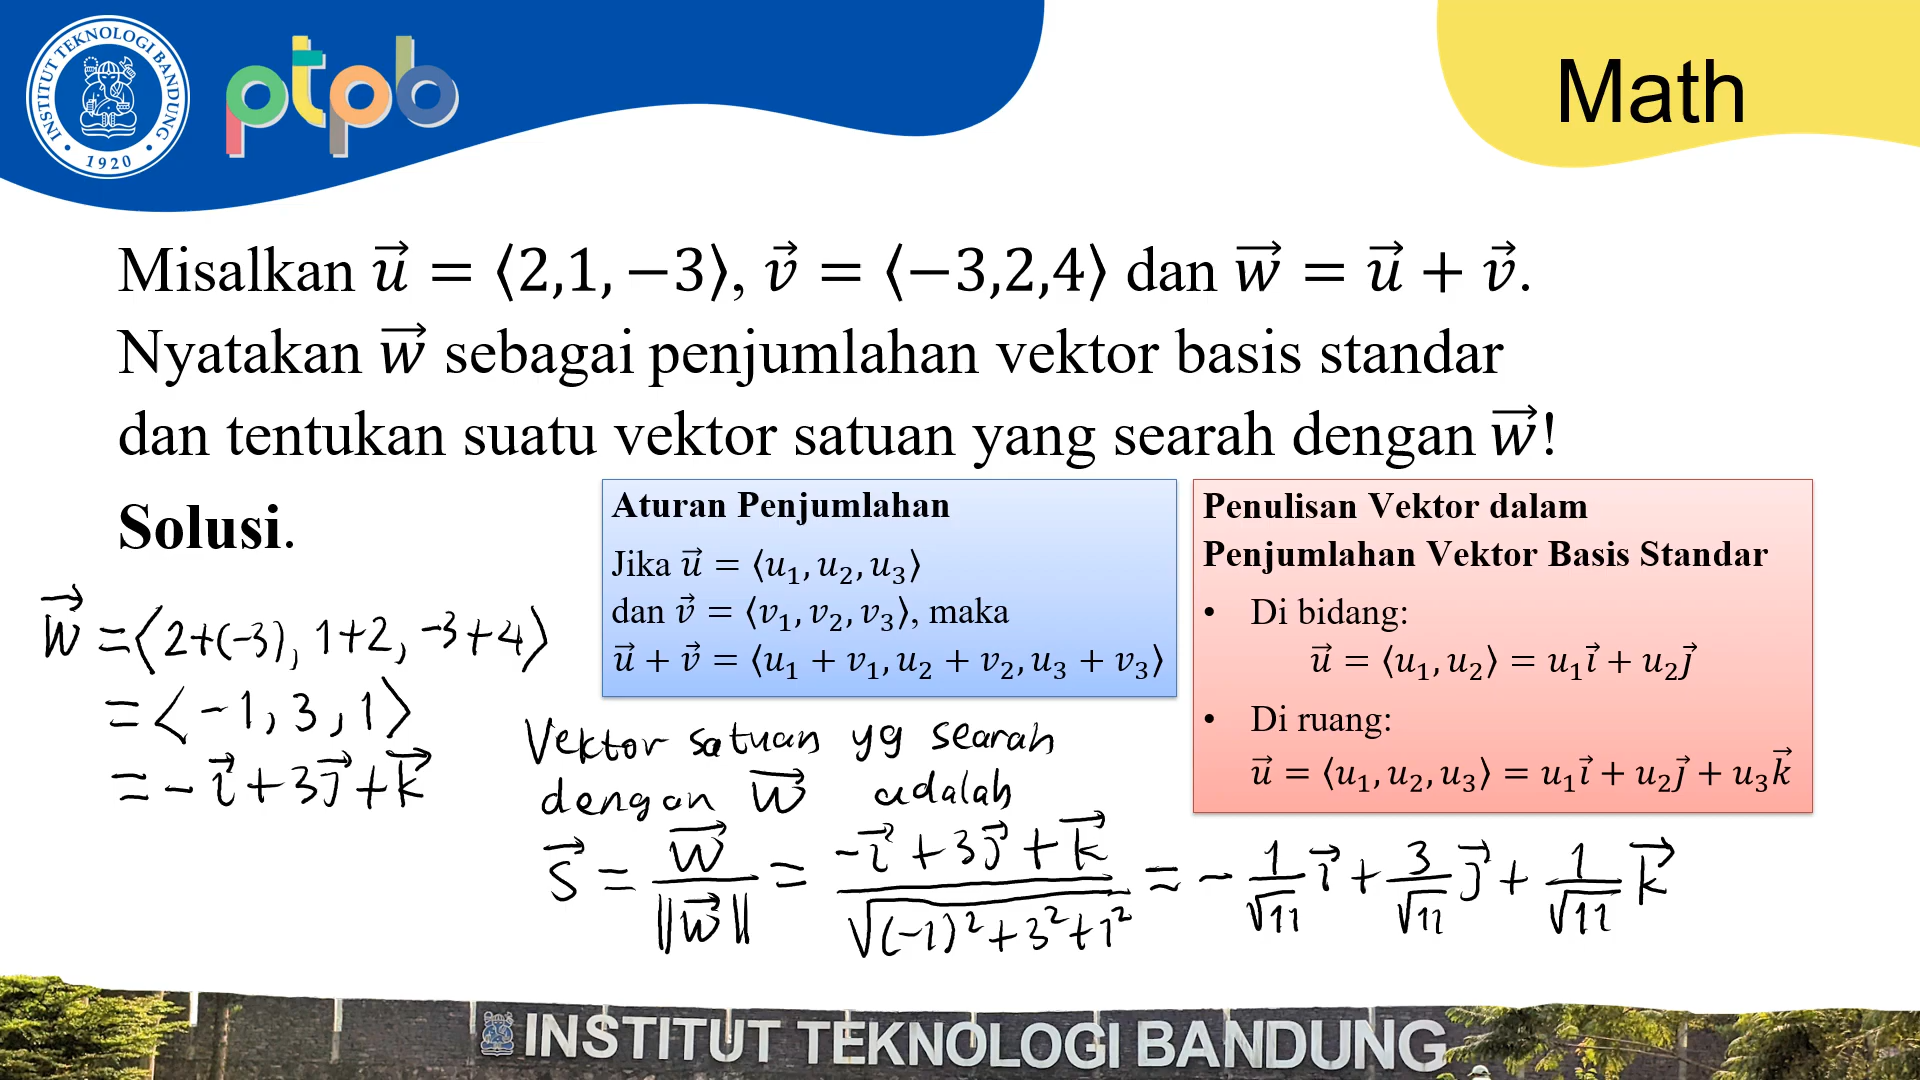 INSTITUT TEKNOLOGI BANDUNG
• 1920 •
ptpb
Math
Misalkan u⃗ = ⟨2,1, −3⟩, v⃗ = ⟨−3,2,4⟩ dan w⃗ = u⃗ + v⃗.
Nyatakan w⃗ sebagai penjumlahan vektor basis standar
dan tentukan suatu vektor satuan yang searah dengan w⃗!
Solusi.
w⃗ = ⟨2+(-3), 1+2, -3+4⟩
= ⟨-1, 3, 1⟩
= -i⃗ + 3j⃗ + k⃗
Aturan Penjumlahan
Jika u⃗ = ⟨u₁, u₂, u₃⟩
dan v⃗ = ⟨v₁, v₂, v₃⟩, maka
u⃗ + v⃗ = ⟨u₁ + v₁, u₂ + v₂, u₃ + v₃⟩
Penulisan Vektor dalam
Penjumlahan Vektor Basis Standar
• Di bidang:
u⃗ = ⟨u₁, u₂⟩ = u₁i⃗ + u₂j⃗
• Di ruang:
u⃗ = ⟨u₁, u₂, u₃⟩ = u₁i⃗ + u₂j⃗ + u₃k⃗
Vektor satuan yg searah
dengan w⃗ adalah
s⃗ = w⃗/‖w⃗‖ = (-i⃗ + 3j⃗ + k⃗)/√((-1)² + 3² + 1²) = -1/√11 i⃗ + 3/√11 j⃗ + 1/√11 k⃗
INSTITUT TEKNOLOGI BANDUNG